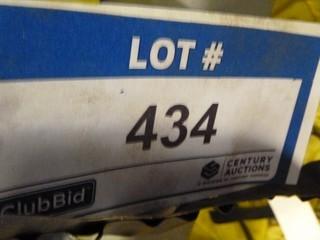 LOT #
434
CENTURY
AUCTIONS
ClubBid